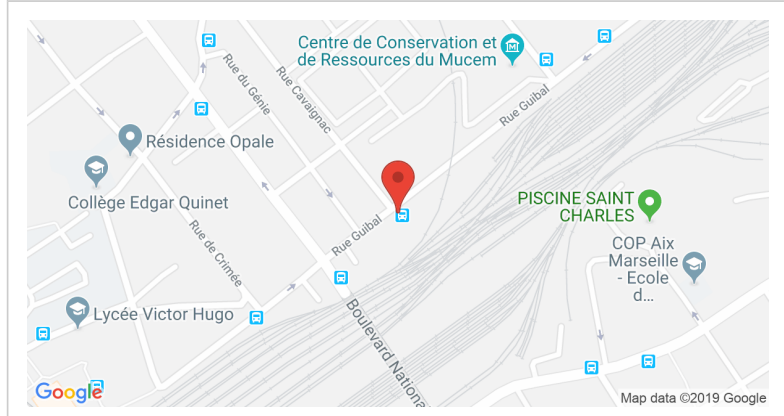 Centre de Conservation et
de Ressources du Mucem
Rue du Génie
Rue Cavaignac
Rue Guibal
Résidence Opale
Collège Edgar Quinet
PISCINE SAINT
CHARLES
Rue Guibal
Rue de Crimée
COP Aix
Marseille
- Ecole
d...
Lycée Victor Hugo
Boulevard National
Google
Map data ©2019 Google